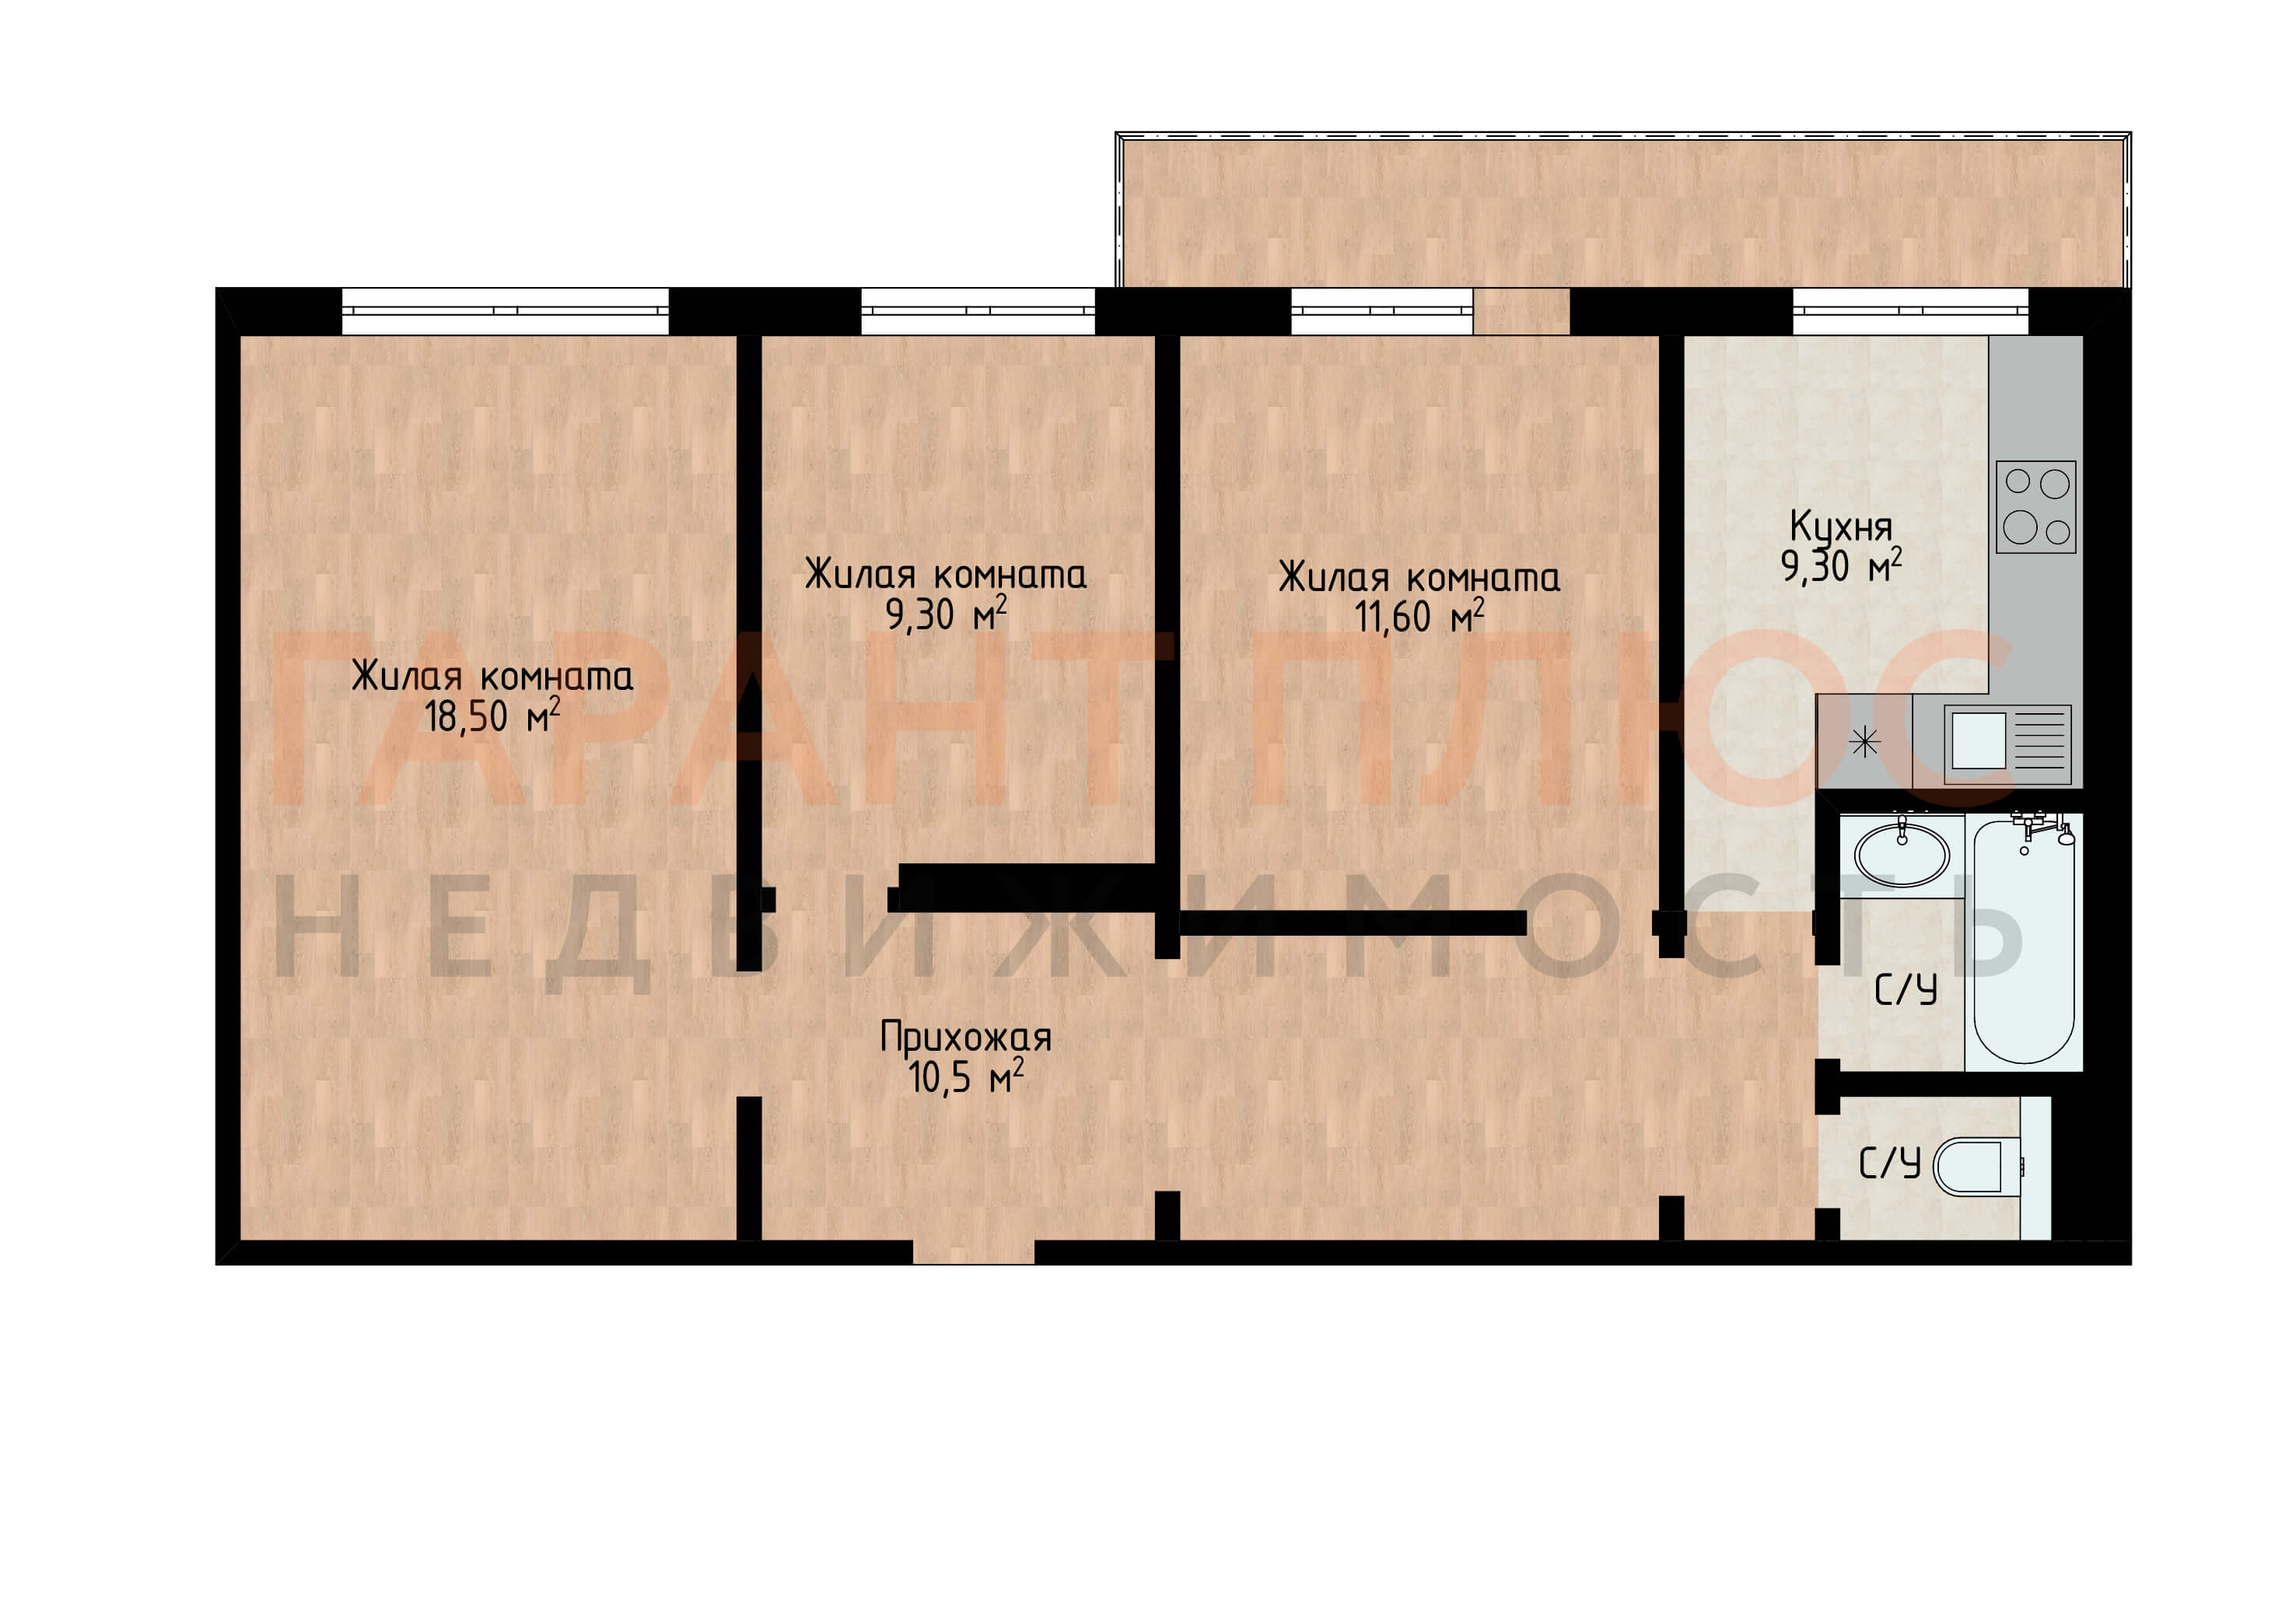 Кухня
9,30 м²
Жилая комната
9,30 м²
Жилая комната
11,60 м²
Жилая комната
18,50 м²
ГАРАНТ ПЛЮС
НЕДВИЖИМОСТЬ
С/У
Прихожая
10,5 м²
С/У